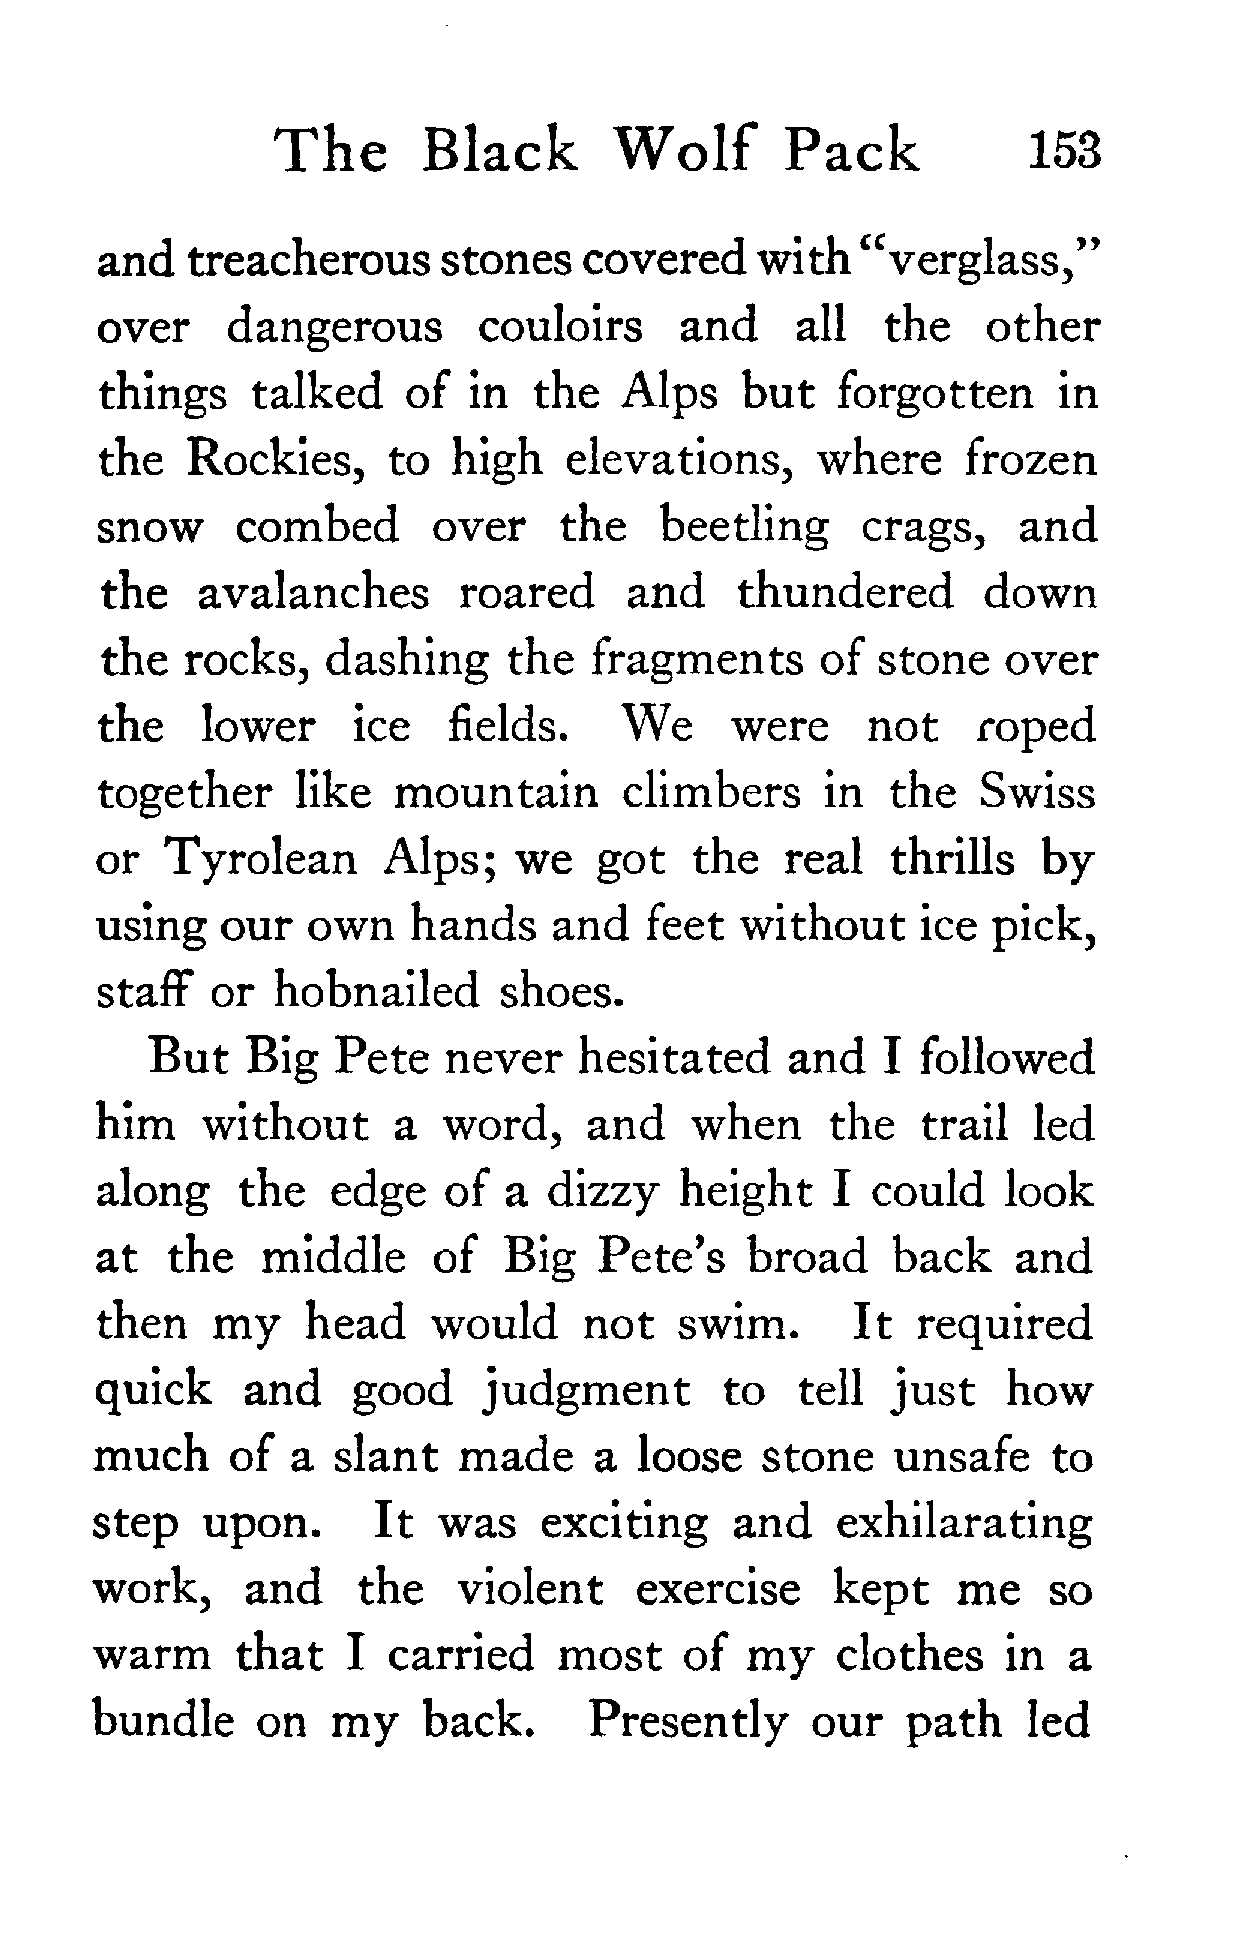 The Black Wolf Pack 153
and treacherous stones covered with “verglass,”
over dangerous couloirs and all the other
things talked of in the Alps but forgotten in
the Rockies, to high elevations, where frozen
snow combed over the beetling crags, and
the avalanches roared and thundered down
the rocks, dashing the fragments of stone over
the lower ice fields. We were not roped
together like mountain climbers in the Swiss
or Tyrolean Alps; we got the real thrills by
using our own hands and feet without ice pick,
staff or hobnailed shoes.
But Big Pete never hesitated and I followed
him without a word, and when the trail led
along the edge of a dizzy height I could look
at the middle of Big Pete’s broad back and
then my head would not swim. It required
quick and good judgment to tell just how
much of a slant made a loose stone unsafe to
step upon. It was exciting and exhilarating
work, and the violent exercise kept me so
warm that I carried most of my clothes in a
bundle on my back. Presently our path led